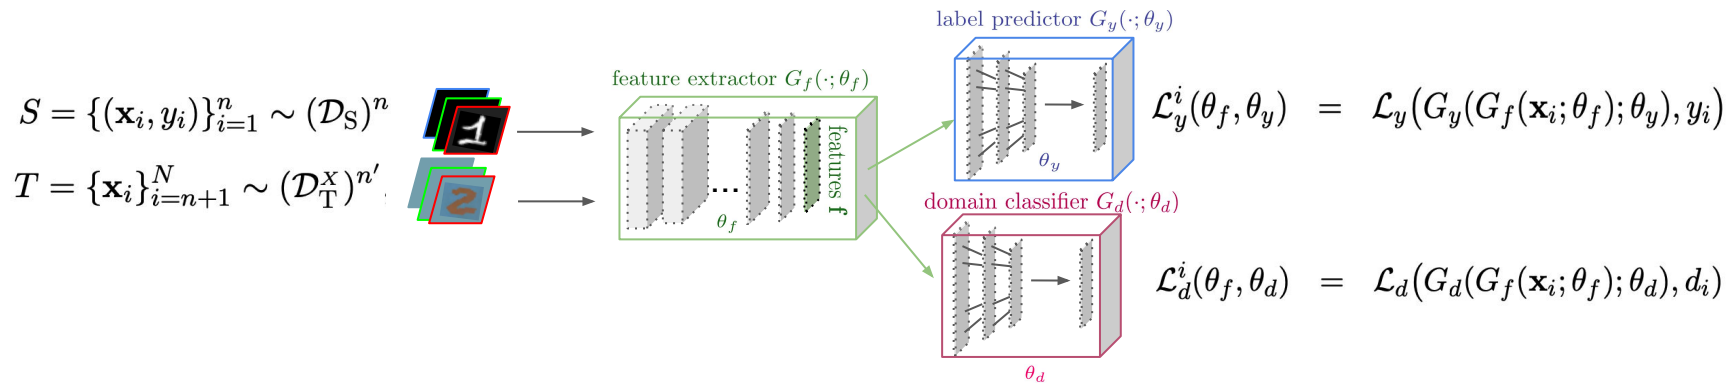 label predictor G_y(·; θ_y)
feature extractor G_f(·; θ_f)
S = {(x_i, y_i)}_{i=1}^n ∼ (𝒟_S)^n
1
T = {x_i}_{i=n+1}^N ∼ (𝒟_T^X)^{n'}
2
...
θ_f
features f
θ_y
ℒ_y^i(θ_f, θ_y) = ℒ_y(G_y(G_f(x_i; θ_f); θ_y), y_i)
domain classifier G_d(·; θ_d)
ℒ_d^i(θ_f, θ_d) = ℒ_d(G_d(G_f(x_i; θ_f); θ_d), d_i)
θ_d